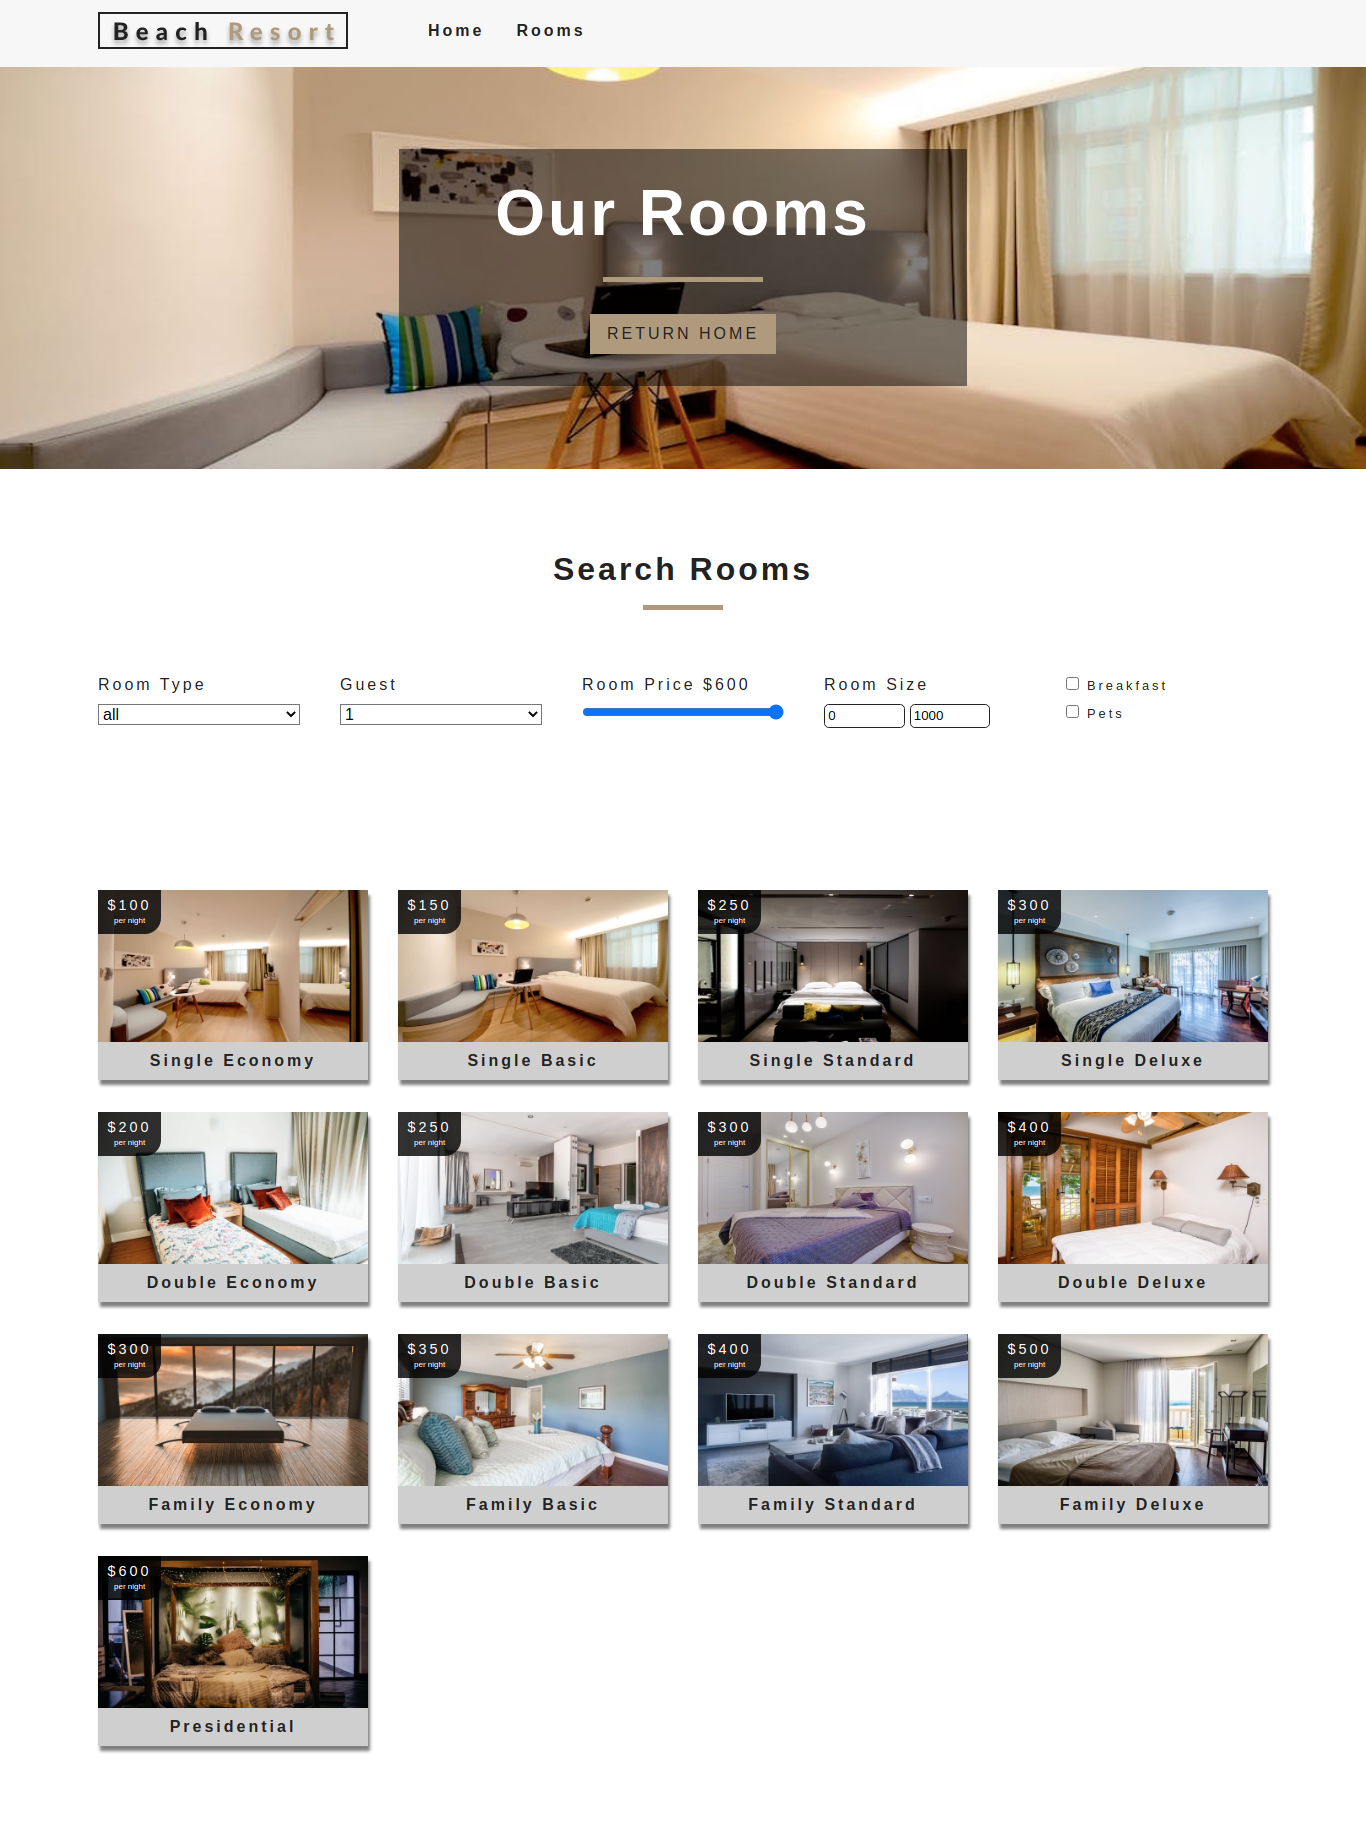 Beach Resort
Home Rooms
Our Rooms
RETURN HOME
Search Rooms
Room Type Guest Room Price $600 Room Size Breakfast
all 1 0 1000 Pets
$100 $150 $250 $300
per night per night per night per night
Single Economy Single Basic Single Standard Single Deluxe
$200 $250 $300 $400
per night per night per night per night
Double Economy Double Basic Double Standard Double Deluxe
$300 $350 $400 $500
per night per night per night per night
Family Economy Family Basic Family Standard Family Deluxe
$600
per night
Presidential